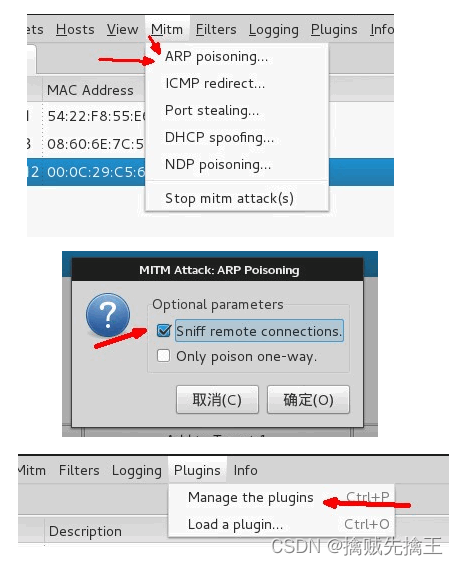 ets Hosts View Mitm Filters Logging Plugins Info
ARP poisoning...
MAC Address
ICMP redirect...
54:22:F8:55:E
Port stealing...
08:60:6E:7C:5
DHCP spoofing...
00:0C:29:C5:6
NDP poisoning...
Stop mitm attack(s)
MITM Attack: ARP Poisoning
Optional parameters
Sniff remote connections.
Only poison one-way.
取消(C) 确定(O)
Mitm Filters Logging Plugins Info
Manage the plugins Ctrl+P
Load a plugin... Ctrl+O
Description
CSDN @擒贼先擒王